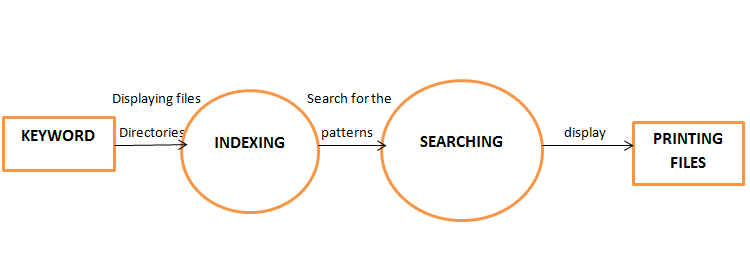 KEYWORD
Displaying files
Directories
INDEXING
Search for the
patterns
SEARCHING
display
PRINTING
FILES